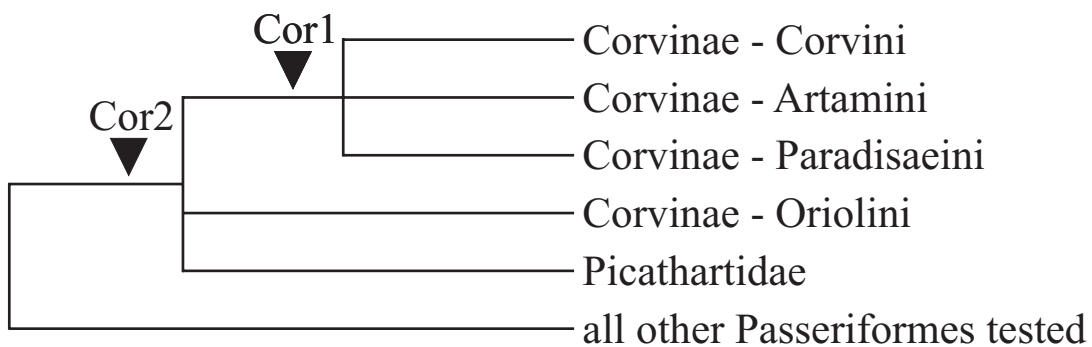 Cor1
Corvinae - Corvini
Corvinae - Artamini
Cor2
Corvinae - Paradisaeini
Corvinae - Oriolini
Picathartidae
all other Passeriformes tested